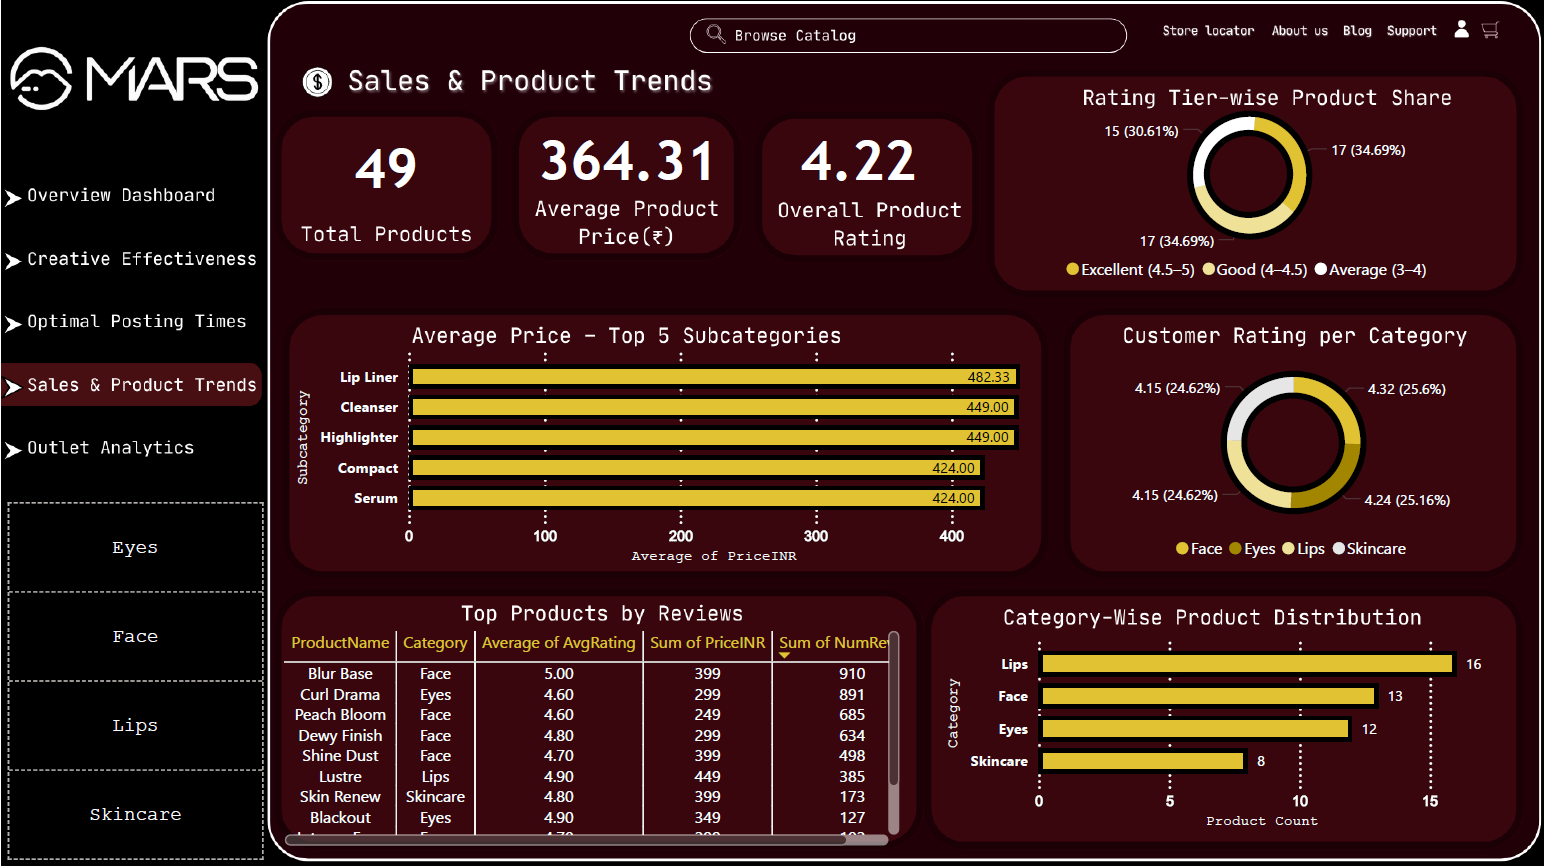 MARS
Browse Catalog
Store locator
About us
Blog
Support
$ Sales & Product Trends
Overview Dashboard
Creative Effectiveness
Optimal Posting Times
Sales & Product Trends
Outlet Analytics
Eyes
Face
Lips
Skincare
49
Total Products
364.31
Average Product
Price(₹)
4.22
Overall Product
Rating
Rating Tier-wise Product Share
15 (30.61%)
17 (34.69%)
17 (34.69%)
Excellent (4.5–5) Good (4–4.5) Average (3–4)
Average Price - Top 5 Subcategories
Subcategory
Lip Liner 482.33
Cleanser 449.00
Highlighter 449.00
Compact 424.00
Serum 424.00
0 100 200 300 400
Average of PriceINR
Customer Rating per Category
4.15 (24.62%) 4.32 (25.6%)
4.15 (24.62%) 4.24 (25.16%)
Face Eyes Lips Skincare
Top Products by Reviews
ProductName Category Average of AvgRating Sum of PriceINR Sum of NumRev
Blur Base Face 5.00 399 910
Curl Drama Eyes 4.60 299 891
Peach Bloom Face 4.60 249 685
Dewy Finish Face 4.80 299 634
Shine Dust Face 4.70 399 498
Lustre Lips 4.90 449 385
Skin Renew Skincare 4.80 399 173
Blackout Eyes 4.90 349 127
Category-Wise Product Distribution
Category
Lips 16
Face 13
Eyes 12
Skincare 8
0 5 10 15
Product Count